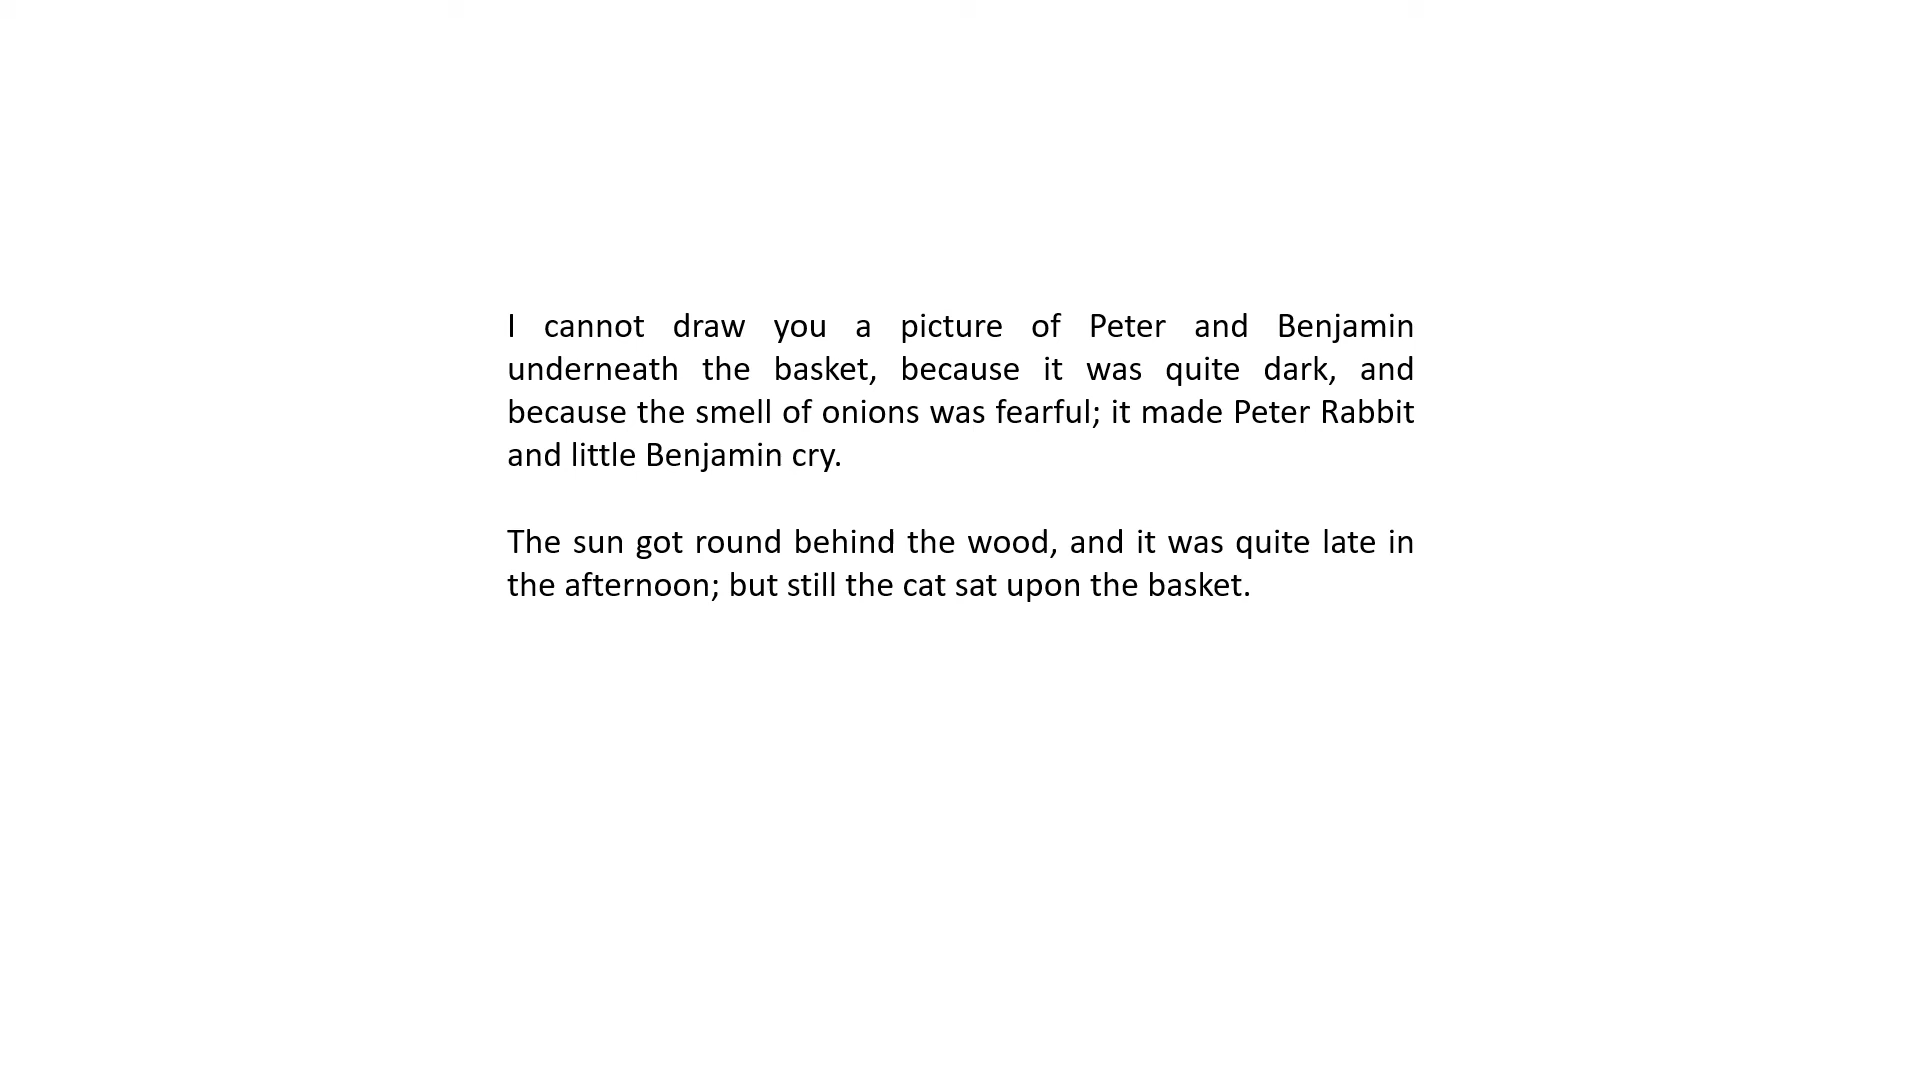 I cannot draw you a picture of Peter and Benjamin
underneath the basket, because it was quite dark, and
because the smell of onions was fearful; it made Peter Rabbit
and little Benjamin cry.
The sun got round behind the wood, and it was quite late in
the afternoon; but still the cat sat upon the basket.